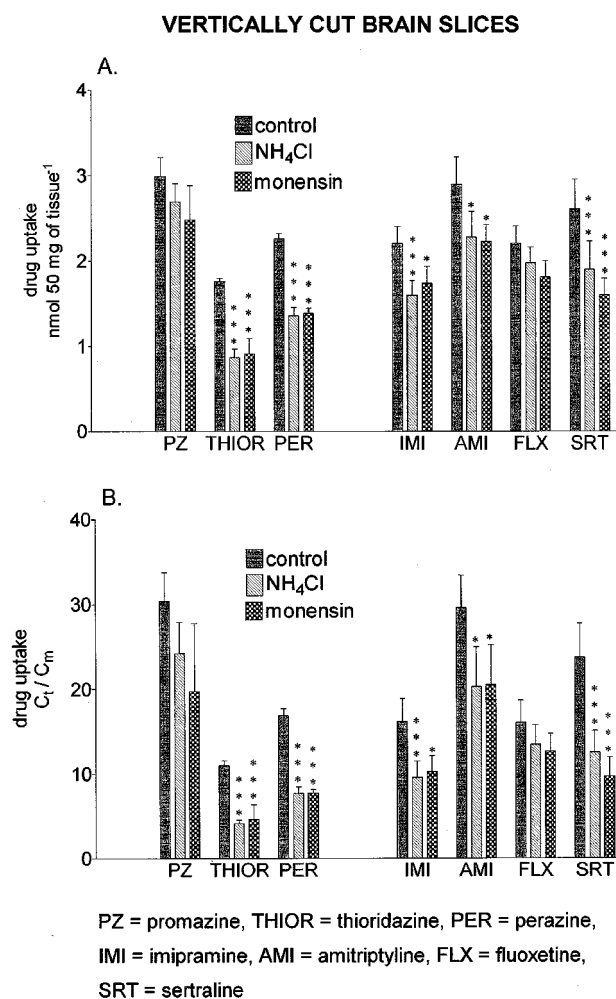 VERTICALLY CUT BRAIN SLICES
A.
drug uptake
nmol 50 mg of tissue⁻¹
4
3
2
1
0
control
NH₄Cl
monensin
* * *
* * *
* * *
* * *
* * *
*
*
*
* * *
* * *
PZ THIOR PER IMI AMI FLX SRT
B.
drug uptake
Cₜ / Cₘ
40
30
20
10
0
control
NH₄Cl
monensin
* * *
* * *
* * *
* * *
* * *
*
*
*
* * *
* * *
PZ THIOR PER IMI AMI FLX SRT
PZ = promazine, THIOR = thioridazine, PER = perazine,
IMI = imipramine, AMI = amitriptyline, FLX = fluoxetine,
SRT = sertraline